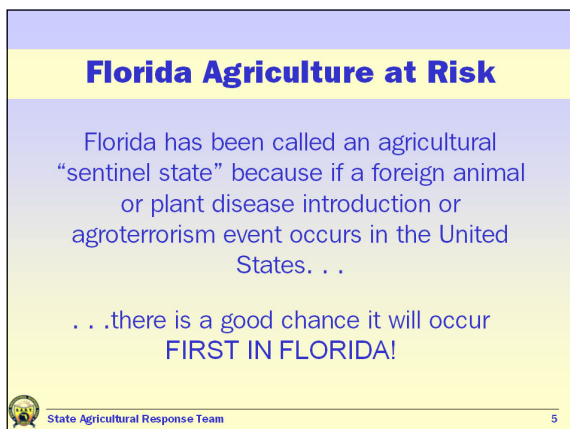 Florida Agriculture at Risk
Florida has been called an agricultural
“sentinel state” because if a foreign animal
or plant disease introduction or
agroterrorism event occurs in the United
States. . .
. . .there is a good chance it will occur
FIRST IN FLORIDA!
State Agricultural Response Team
5